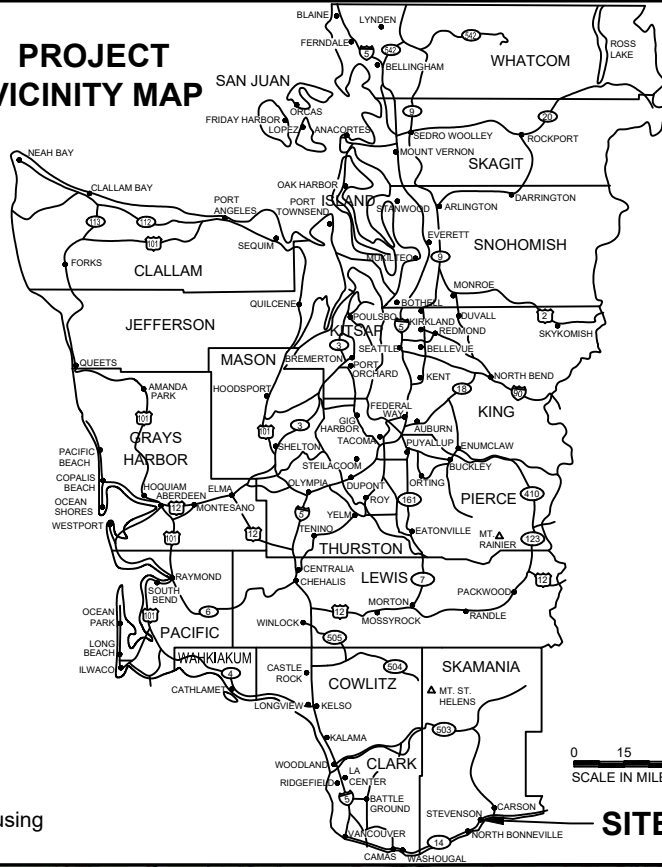 PROJECT
VICINITY MAP
BLAINE
LYNDEN
FERNDALE
5
542
542
BELLINGHAM
WHATCOM
ROSS
LAKE
SAN JUAN
ORCAS
FRIDAY HARBOR
LOPEZ
ANACORTES
9
20
SEDRO WOOLLEY
ROCKPORT
MOUNT VERNON
SKAGIT
NEAH BAY
CLALLAM BAY
OAK HARBOR
ISLAND
STANWOOD
ARLINGTON
DARRINGTON
PORT
ANGELES
PORT
TOWNSEND
113
112
101
SEQUIM
EVERETT
SNOHOMISH
MUKILTEO
9
FORKS
CLALLAM
MONROE
QUILCENE
BOTHELL
2
JEFFERSON
POULSBO
KITSAP
5
KIRKLAND
DUVALL
REDMOND
SKYKOMISH
3
SEATTLE
BELLEVUE
MASON
BREMERTON
PORT
ORCHARD
QUEETS
KENT
NORTH BEND
AMANDA
PARK
HOODSPORT
18
90
101
FEDERAL
WAY
KING
GIG
HARBOR
3
101
AUBURN
GRAYS
HARBOR
TACOMA
PUYALLUP
ENUMCLAW
PACIFIC
BEACH
SHELTON
STEILACOOM
BUCKLEY
COPALIS
BEACH
OLYMPIA
DUPONT
ORTING
HOQUIAM
ABERDEEN
ELMA
ROY
161
PIERCE
410
OCEAN
SHORES
12
MONTESANO
5
YELM
WESTPORT
12
TENINO
EATONVILLE
MT.
RAINIER
123
101
THURSTON
CENTRALIA
CHEHALIS
LEWIS
7
12
RAYMOND
SOUTH
BEND
PACKWOOD
MORTON
OCEAN
PARK
101
6
12
MOSSYROCK
RANDLE
PACIFIC
WINLOCK
505
LONG
BEACH
WAHKIAKUM
ILWACO
4
CASTLE
ROCK
504
SKAMANIA
CATHLAMET
COWLITZ
MT. ST.
HELENS
LONGVIEW
KELSO
503
KALAMA
0 15
WOODLAND
CLARK
SCALE IN MILE
RIDGEFIELD
LA
CENTER
5
BATTLE
GROUND
CARSON
STEVENSON
SITE
using
VANCOUVER
14
NORTH BONNEVILLE
CAMAS
WASHOUGAL